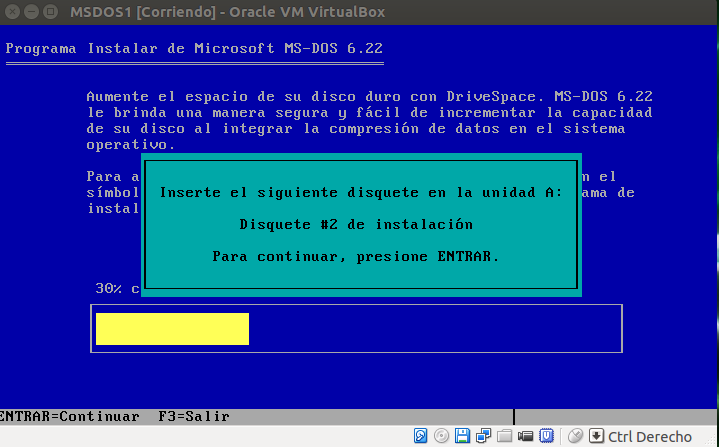 MSDOS1 [Corriendo] - Oracle VM VirtualBox
Programa Instalar de Microsoft MS-DOS 6.22
Aumente el espacio de su disco duro con DriveSpace. MS-DOS 6.22
le brinda una manera segura y fácil de incrementar la capacidad
de su disco al integrar la compresión de datos en el sistema
operativo.
Para a n el
símbol ama de
instal
Inserte el siguiente disquete en la unidad A:
Disquete #2 de instalación
Para continuar, presione ENTRAR.
30% c
ENTRAR=Continuar F3=Salir
Ctrl Derecho